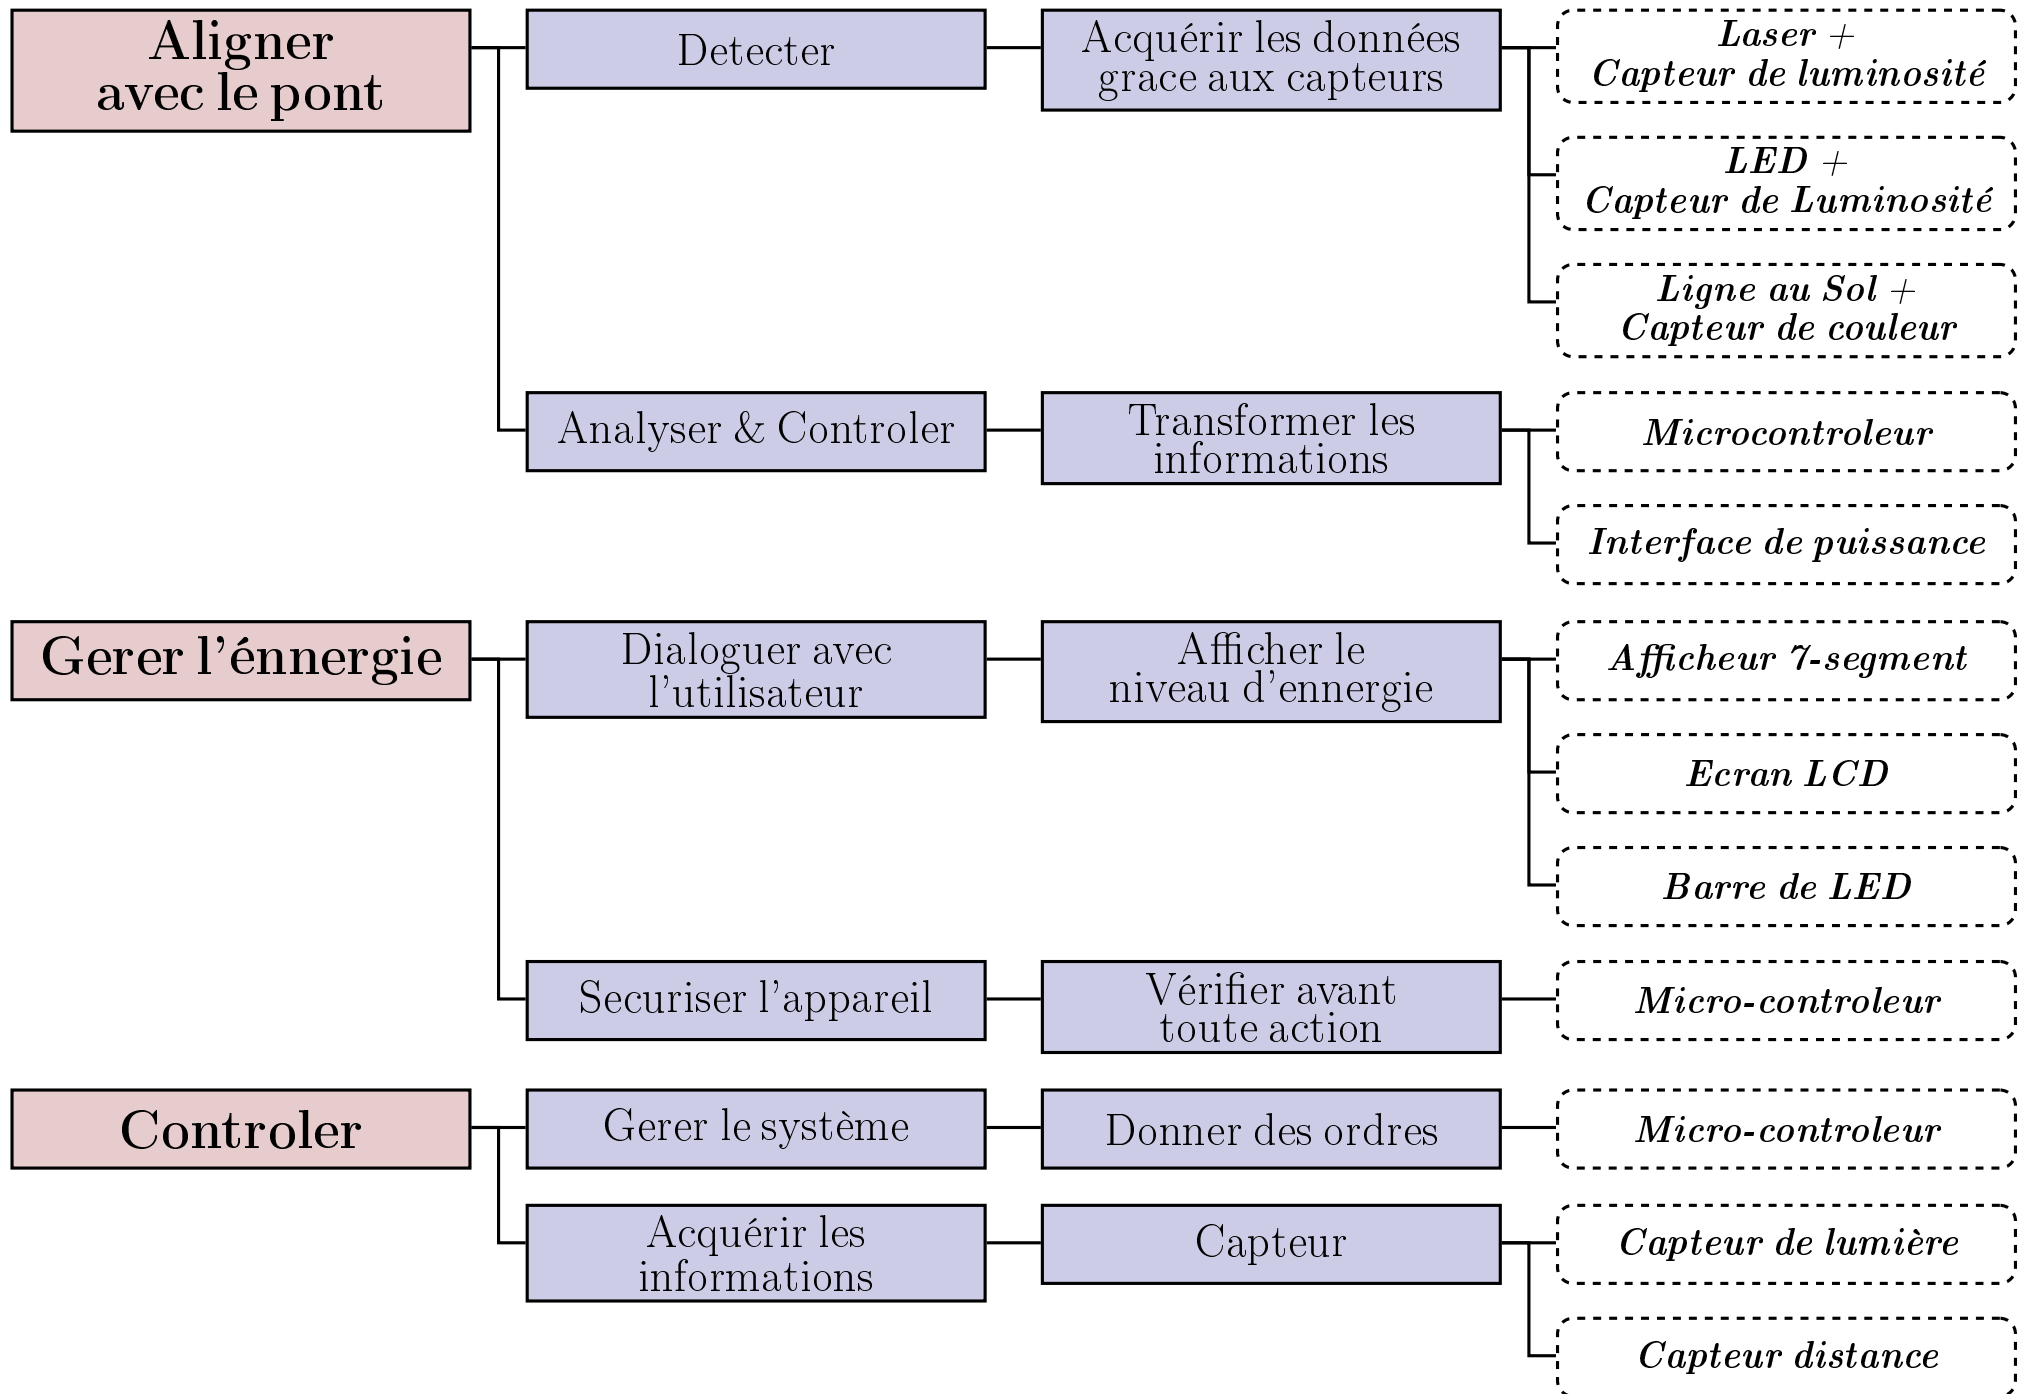 Aligner
avec le pont
Detecter
Acquérir les données
grace aux capteurs
Laser +
Capteur de luminosité
LED +
Capteur de Luminosité
Ligne au Sol +
Capteur de couleur
Analyser & Controler
Transformer les
informations
Microcontroleur
Interface de puissance
Gerer l'énnergie
Dialoguer avec
l'utilisateur
Afficher le
niveau d'ennergie
Afficheur 7-segment
Ecran LCD
Barre de LED
Securiser l'appareil
Vérifier avant
toute action
Micro-controleur
Controler
Gerer le système
Donner des ordres
Micro-controleur
Acquérir les
informations
Capteur
Capteur de lumière
Capteur distance